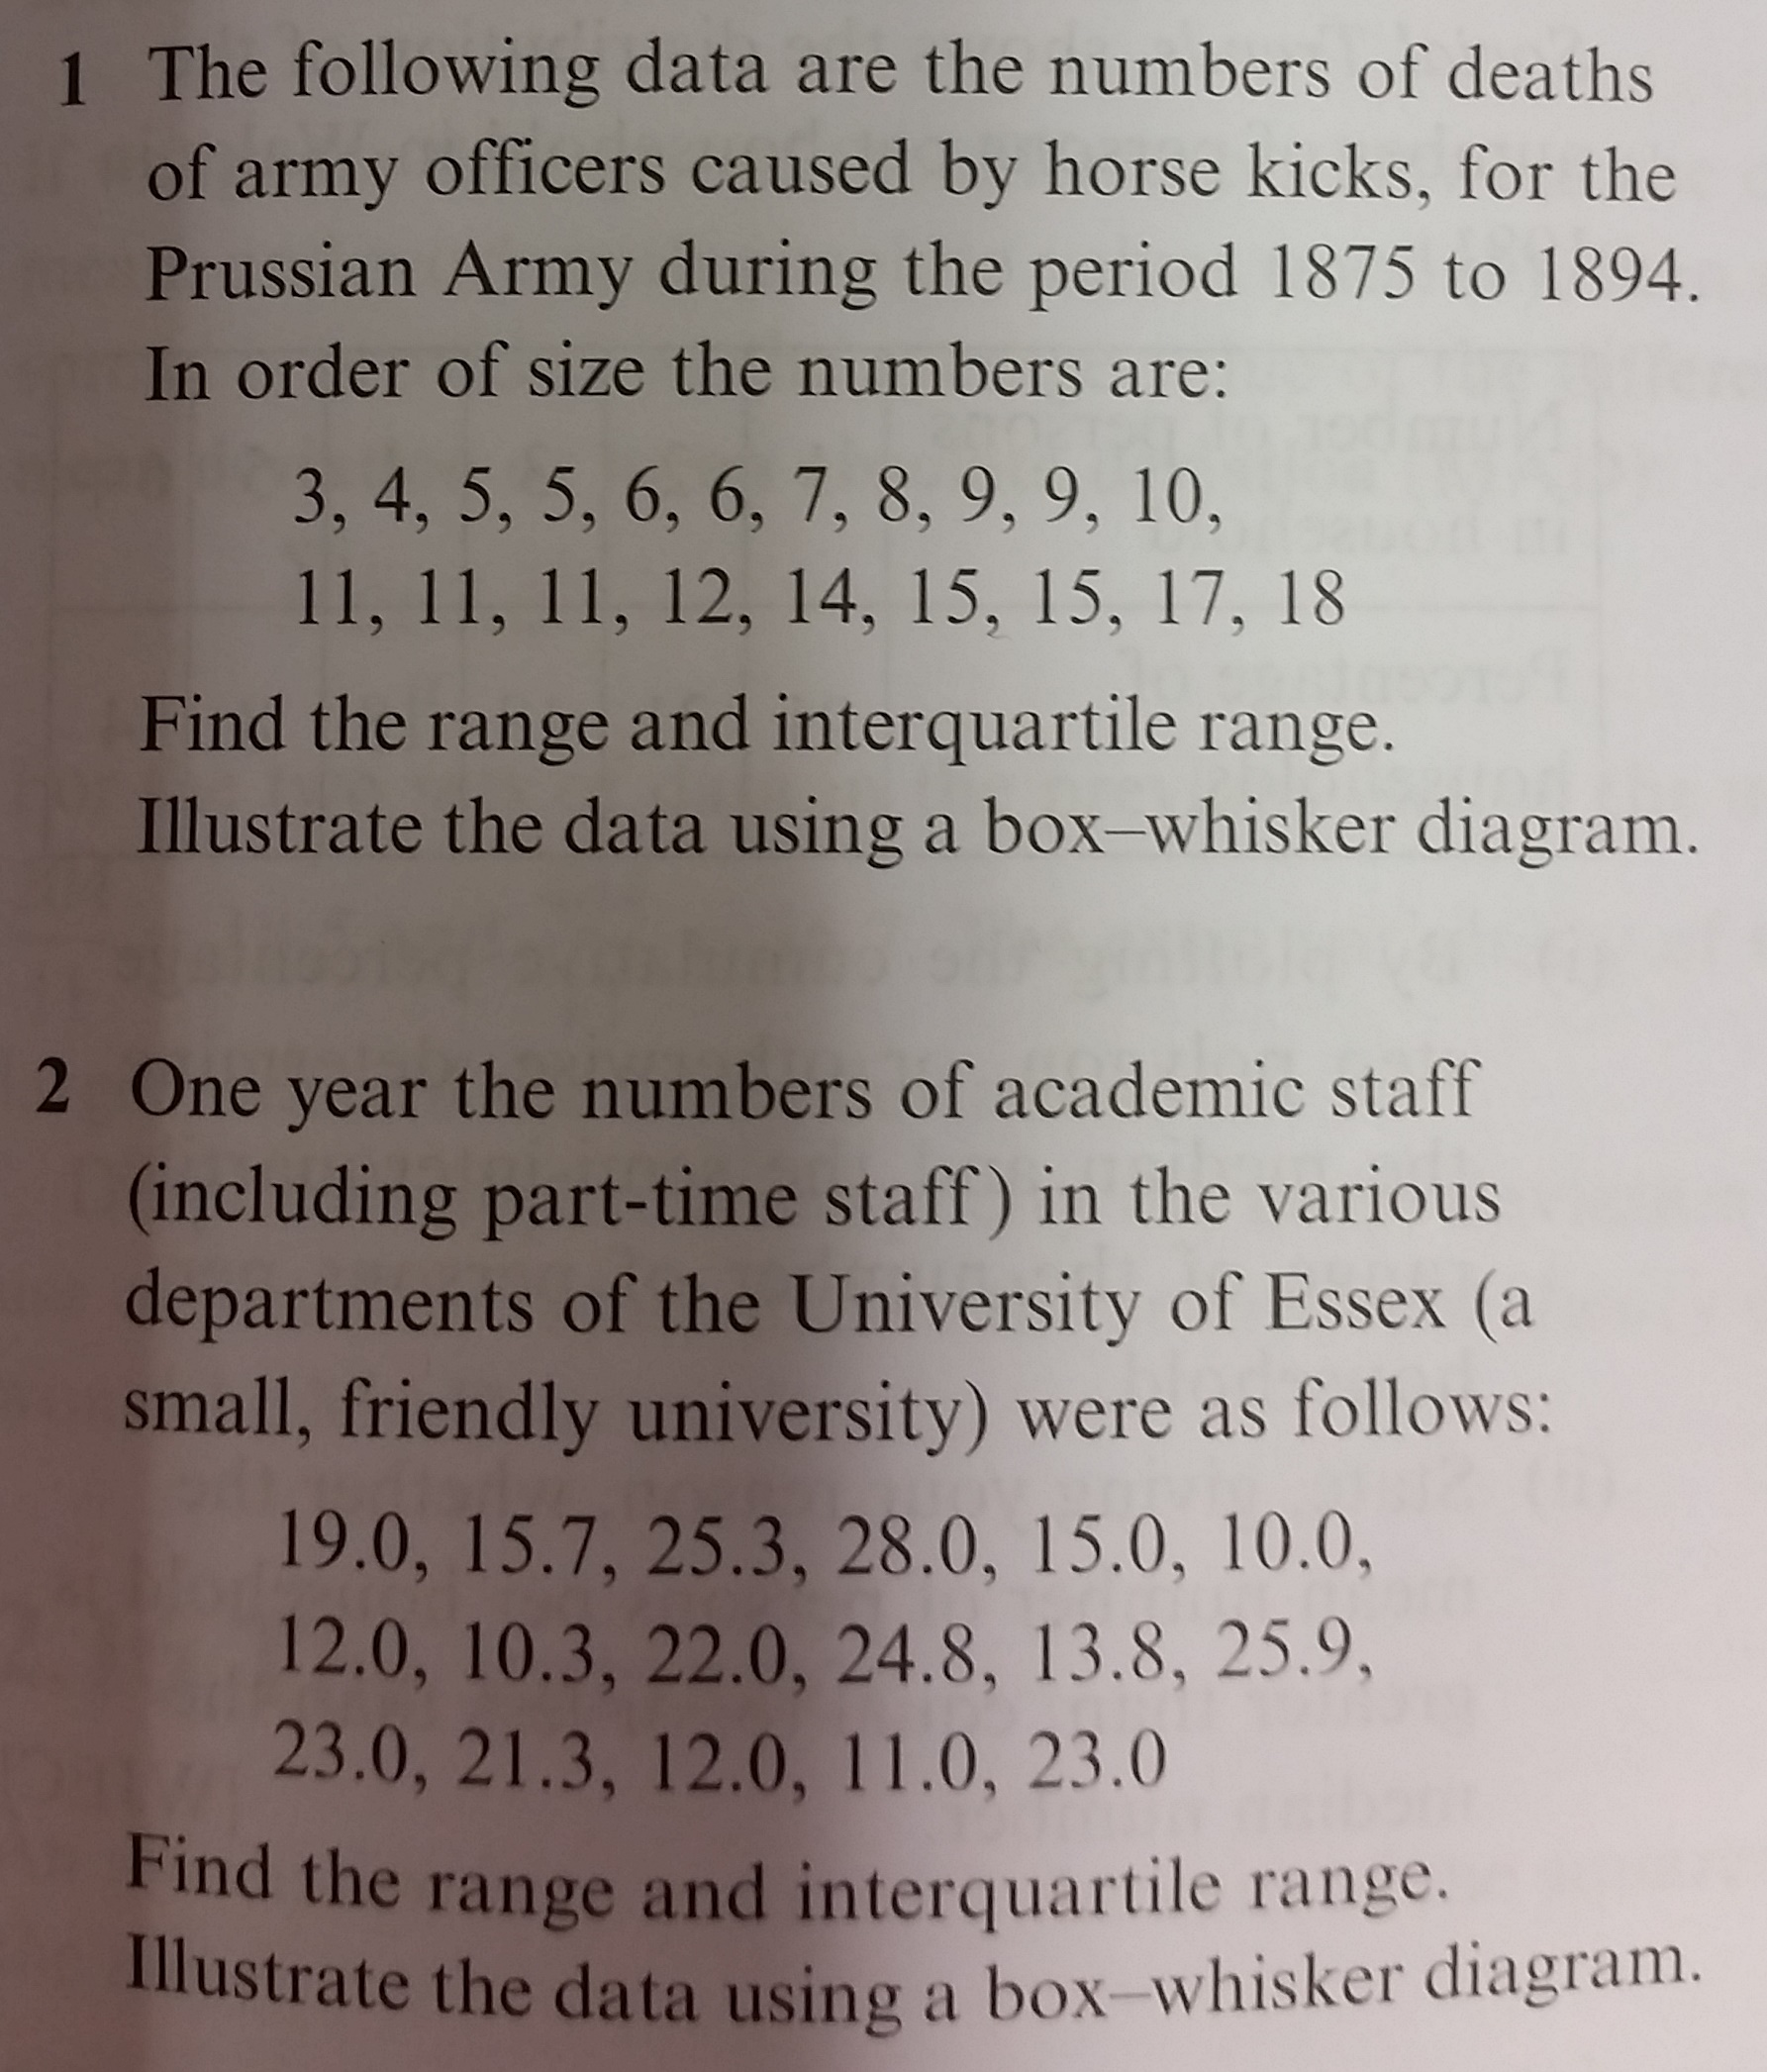 1 The following data are the numbers of deaths
of army officers caused by horse kicks, for the
Prussian Army during the period 1875 to 1894.
In order of size the numbers are:
3, 4, 5, 5, 6, 6, 7, 8, 9, 9, 10,
11, 11, 11, 12, 14, 15, 15, 17, 18
Find the range and interquartile range.
Illustrate the data using a box–whisker diagram.
2 One year the numbers of academic staff
(including part-time staff) in the various
departments of the University of Essex (a
small, friendly university) were as follows:
19.0, 15.7, 25.3, 28.0, 15.0, 10.0,
12.0, 10.3, 22.0, 24.8, 13.8, 25.9,
23.0, 21.3, 12.0, 11.0, 23.0
Find the range and interquartile range.
Illustrate the data using a box–whisker diagram.